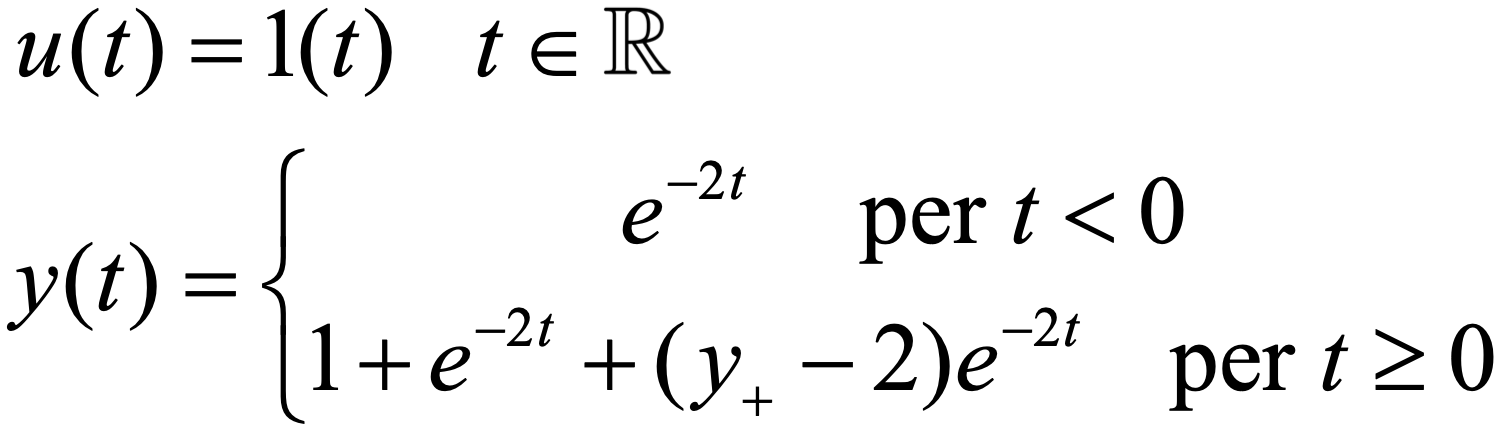 u(t) = 1(t) t ∈ ℝ
y(t) = { e^{-2t} per t < 0
1 + e^{-2t} + (y_+ − 2)e^{-2t} per t ≥ 0